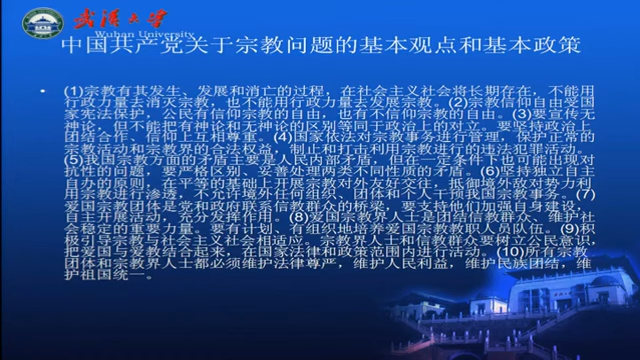 武汉大学
Wuhan University
中国共产党关于宗教问题的基本观点和基本政策
• (1)宗教有其发生、发展和消亡的过程，在社会主义社会将长期存在，不能用
行政力量去消灭宗教，也不能用行政力量去发展宗教。(2)宗教信仰自由受国
家宪法保护，公民有信仰宗教的自由，也有不信仰宗教的自由。(3)要宣传无
神论，但不能把有神论和无神论的区别等同于政治上的对立。要坚持政治上
团结合作，信仰上互相尊重。(4)国家依法对宗教事务进行管理，保护正常的
宗教活动和宗教界的合法权益，制止和打击利用宗教进行的违法犯罪活动。
(5)我国宗教方面的矛盾主要是人民内部矛盾，但在一定条件下也可能出现对
抗性的问题，要严格区别、妥善处理两类不同性质的矛盾。(6)坚持独立自主
自办的原则，在平等的基础上开展宗教对外友好交往，抵御境外敌对势力利
用宗教进行渗透，不允许境外任何组织、团体和个人干预我国宗教事务。(7)
爱国宗教团体是党和政府联系信教群众的桥梁，要支持他们加强自身建设，
自主开展活动，充分发挥作用。(8)爱国宗教界人士是团结信教群众、维护社
会稳定的重要力量。要有计划、有组织地培养爱国宗教教职人员队伍。(9)积
极引导宗教与社会主义社会相适应。宗教界人士和信教群众要树立公民意识，
把爱国与爱教结合起来，在国家法律和政策范围内进行活动。(10)所有宗教
团体和宗教界人士都必须维护法律尊严，维护人民利益，维护民族团结，维
护祖国统一。